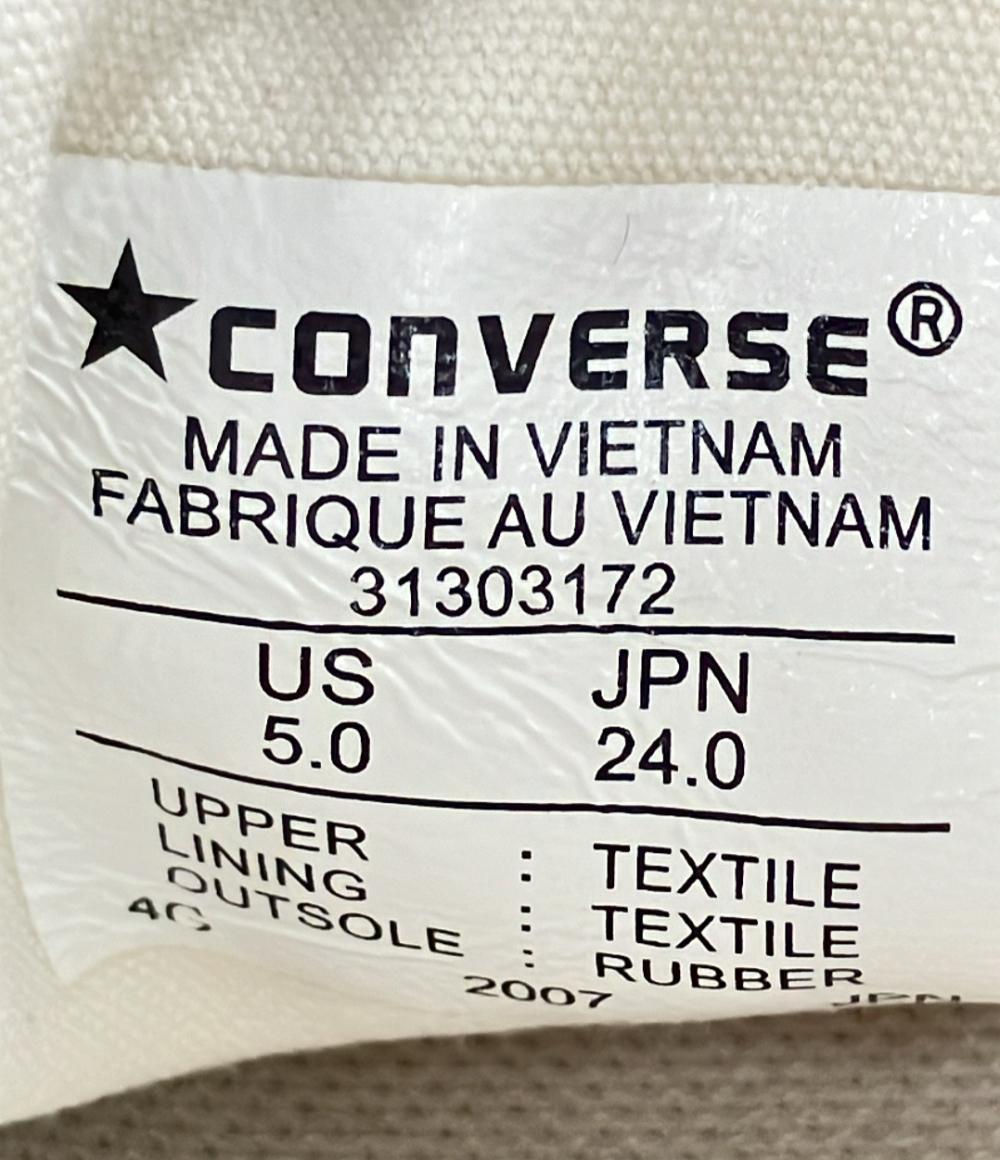 ★CONVERSE®
MADE IN VIETNAM
FABRIQUE AU VIETNAM
31303172
US JPN
5.0 24.0
UPPER : TEXTILE
LINING : TEXTILE
OUTSOLE : RUBBER
2007 JPN